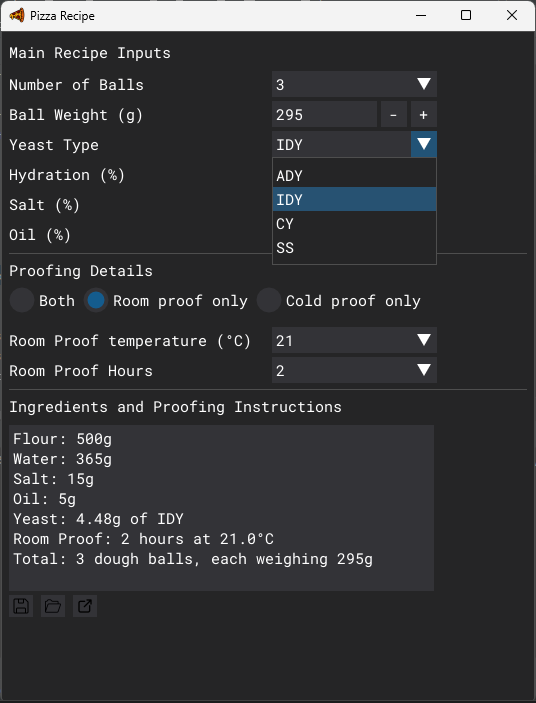 Pizza Recipe
Main Recipe Inputs
Number of Balls 3
Ball Weight (g) 295 - +
Yeast Type IDY
ADY
Hydration (%)
IDY
Salt (%)
CY
Oil (%)
SS
Proofing Details
Both Room proof only Cold proof only
Room Proof temperature (°C) 21
Room Proof Hours 2
Ingredients and Proofing Instructions
Flour: 500g
Water: 365g
Salt: 15g
Oil: 5g
Yeast: 4.48g of IDY
Room Proof: 2 hours at 21.0°C
Total: 3 dough balls, each weighing 295g